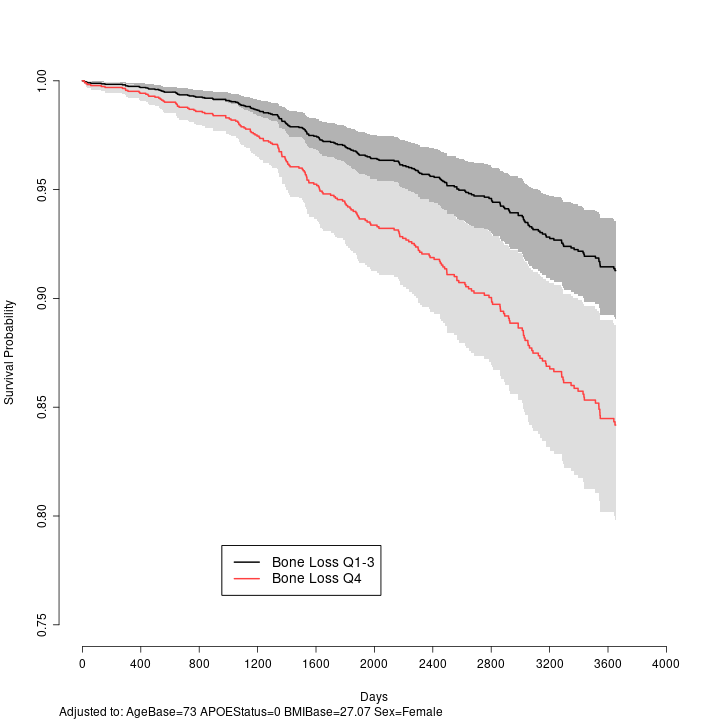 1.00
0.95
0.90
0.85
0.80
0.75
Survival Probability
Bone Loss Q1-3
Bone Loss Q4
0 400 800 1200 1600 2000 2400 2800 3200 3600 4000
Days
Adjusted to: AgeBase=73 APOEStatus=0 BMIBase=27.07 Sex=Female